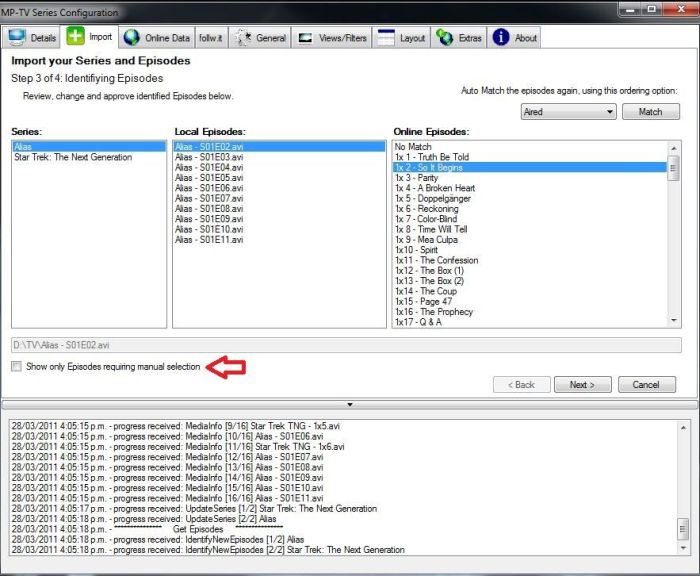 MP-TV Series Configuration
Details Import Online Data follw.it General Views/Filters Layout Extras About
Import your Series and Episodes
Step 3 of 4: Identifiying Episodes
Review, change and approve identified Episodes below.
Auto Match the episodes again, using this ordering option:
Aired Match
Series:
Alias
Star Trek: The Next Generation
Local Episodes:
Alias - S01E02.avi
Alias - S01E03.avi
Alias - S01E04.avi
Alias - S01E05.avi
Alias - S01E06.avi
Alias - S01E07.avi
Alias - S01E08.avi
Alias - S01E09.avi
Alias - S01E10.avi
Alias - S01E11.avi
Online Episodes:
No Match
1x 1 - Truth Be Told
1x 2 - So It Begins
1x 3 - Parity
1x 4 - A Broken Heart
1x 5 - Doppelgänger
1x 6 - Reckoning
1x 7 - Color-Blind
1x 8 - Time Will Tell
1x 9 - Mea Culpa
1x10 - Spirit
1x11 - The Confession
1x12 - The Box (1)
1x13 - The Box (2)
1x14 - The Coup
1x15 - Page 47
1x16 - The Prophecy
1x17 - Q & A
D:\TV\Alias - S01E02.avi
Show only Episodes requiring manual selection
< Back Next > Cancel
28/03/2011 4:05:15 p.m. - progress received: MediaInfo [9/16] Star Trek TNG - 1x5.avi
28/03/2011 4:05:15 p.m. - progress received: MediaInfo [10/16] Alias - S01E06.avi
28/03/2011 4:05:15 p.m. - progress received: MediaInfo [11/16] Star Trek TNG - 1x6.avi
28/03/2011 4:05:15 p.m. - progress received: MediaInfo [12/16] Alias - S01E07.avi
28/03/2011 4:05:15 p.m. - progress received: MediaInfo [13/16] Alias - S01E08.avi
28/03/2011 4:05:15 p.m. - progress received: MediaInfo [14/16] Alias - S01E09.avi
28/03/2011 4:05:15 p.m. - progress received: MediaInfo [15/16] Alias - S01E10.avi
28/03/2011 4:05:15 p.m. - progress received: MediaInfo [16/16] Alias - S01E11.avi
28/03/2011 4:05:17 p.m. - progress received: UpdateSeries [1/2] Star Trek: The Next Generation
28/03/2011 4:05:18 p.m. - progress received: UpdateSeries [2/2] Alias
28/03/2011 4:05:18 p.m. - *************** Get Episodes ***************
28/03/2011 4:05:18 p.m. - progress received: IdentifyNewEpisodes [1/2] Alias
28/03/2011 4:05:18 p.m. - progress received: IdentifyNewEpisodes [2/2] Star Trek: The Next Generation